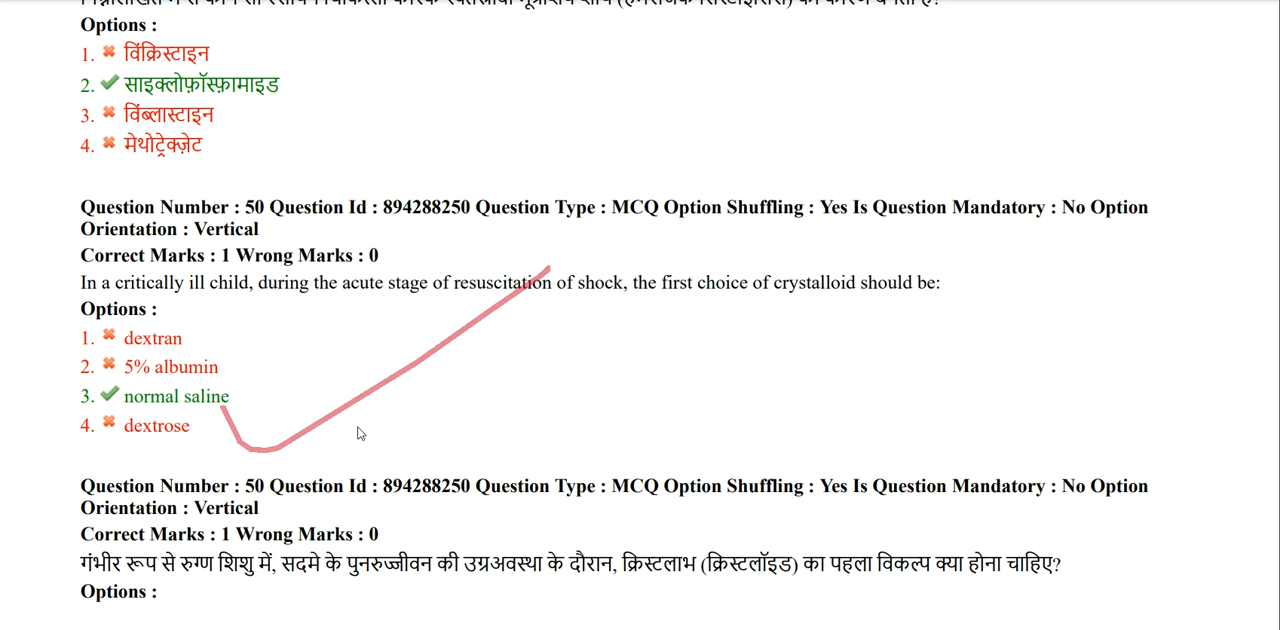 Options :
1. विंक्रिस्टाइन
2. साइक्लोफ़ॉस्फ़ामाइड
3. विंब्लास्टाइन
4. मेथोट्रेक्ज़ेट
Question Number : 50 Question Id : 894288250 Question Type : MCQ Option Shuffling : Yes Is Question Mandatory : No Option
Orientation : Vertical
Correct Marks : 1 Wrong Marks : 0
In a critically ill child, during the acute stage of resuscitation of shock, the first choice of crystalloid should be:
Options :
1. dextran
2. 5% albumin
3. normal saline
4. dextrose
Question Number : 50 Question Id : 894288250 Question Type : MCQ Option Shuffling : Yes Is Question Mandatory : No Option
Orientation : Vertical
Correct Marks : 1 Wrong Marks : 0
गंभीर रूप से रुग्ण शिशु में, सदमे के पुनरुज्जीवन की उग्रअवस्था के दौरान, क्रिस्टलाभ (क्रिस्टलॉइड) का पहला विकल्प क्या होना चाहिए?
Options :